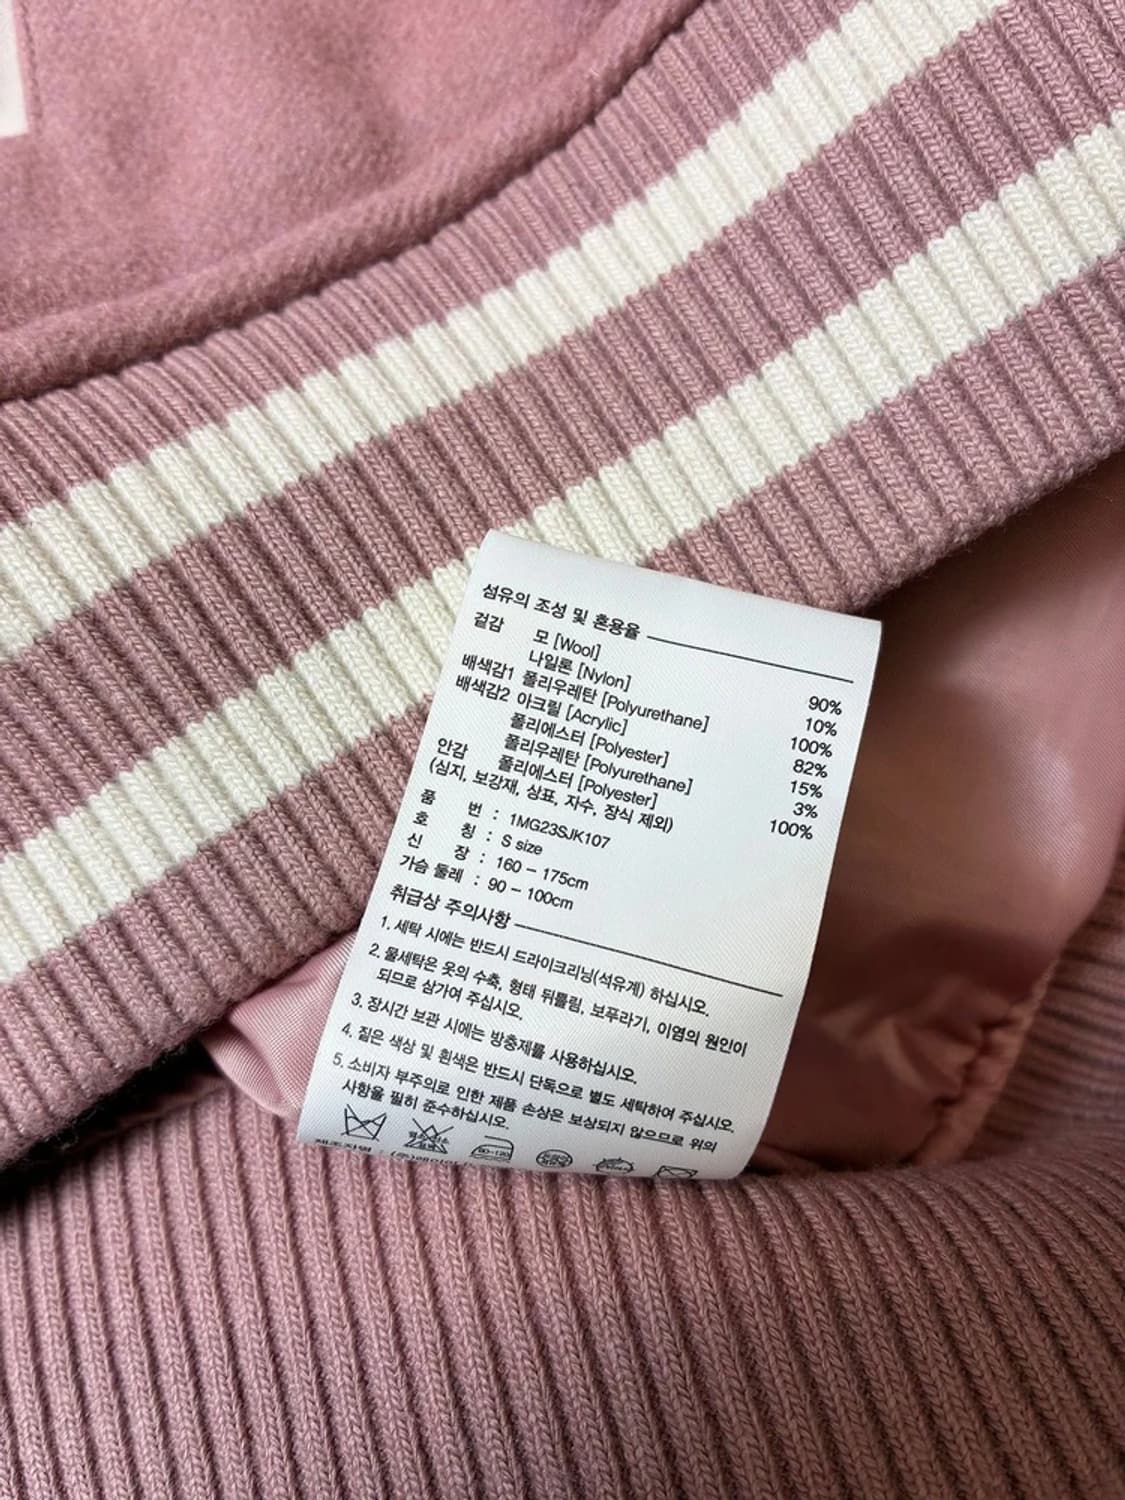 섬유의 조성 및 혼용율
겉감 모 [Wool] 90%
나일론 [Nylon] 10%
배색감1 폴리우레탄 [Polyurethane] 100%
배색감2 아크릴 [Acrylic] 82%
폴리에스터 [Polyester] 15%
폴리우레탄 [Polyurethane] 3%
안감 폴리에스터 [Polyester] 100%
(심지, 보강재, 상표, 자수, 장식 제외)
품 번 : 1MG23SJK107
호 칭 : S size
신 장 : 160 – 175cm
가슴 둘레 : 90 – 100cm
취급상 주의사항
1. 세탁 시에는 반드시 드라이크리닝(석유계) 하십시오.
2. 물세탁은 옷의 수축, 형태 뒤틀림, 보푸라기, 이염의 원인이
되므로 삼가여 주십시오.
3. 장시간 보관 시에는 방충제를 사용하십시오.
4. 짙은 색상 및 흰색은 반드시 단독으로 별도 세탁하여 주십시오.
5. 소비자 부주의로 인한 제품 손상은 보상되지 않으므로 위의
사항을 필히 준수하십시오.
80~120